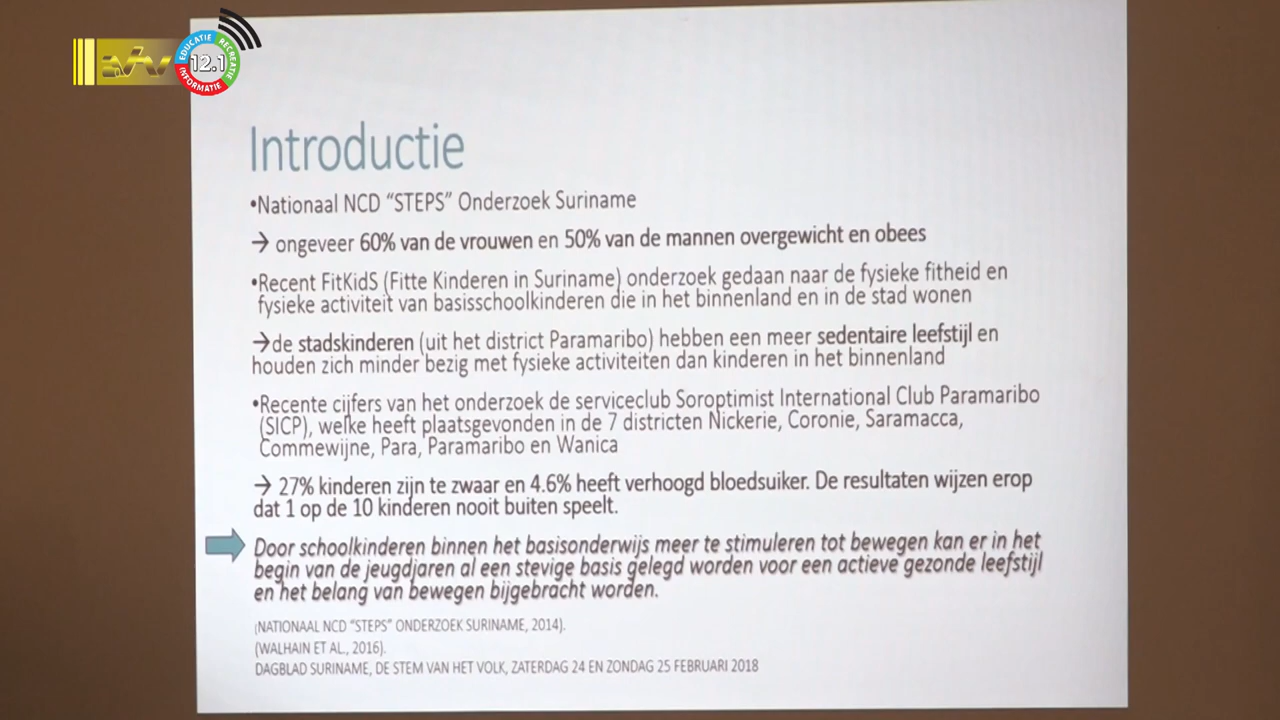 EDUCATIE
RECREATIE
INFORMATIE
12.1
Introductie
•Nationaal NCD “STEPS” Onderzoek Suriname
→ ongeveer 60% van de vrouwen en 50% van de mannen overgewicht en obees
•Recent FitKidS (Fitte Kinderen in Suriname) onderzoek gedaan naar de fysieke fitheid en
fysieke activiteit van basisschoolkinderen die in het binnenland en in de stad wonen
→de stadskinderen (uit het district Paramaribo) hebben een meer sedentaire leefstijl en
houden zich minder bezig met fysieke activiteiten dan kinderen in het binnenland
•Recente cijfers van het onderzoek de serviceclub Soroptimist International Club Paramaribo
(SICP), welke heeft plaatsgevonden in de 7 districten Nickerie, Coronie, Saramacca,
Commewijne, Para, Paramaribo en Wanica
→ 27% kinderen zijn te zwaar en 4.6% heeft verhoogd bloedsuiker. De resultaten wijzen erop
dat 1 op de 10 kinderen nooit buiten speelt.
Door schoolkinderen binnen het basisonderwijs meer te stimuleren tot bewegen kan er in het
begin van de jeugdjaren al een stevige basis gelegd worden voor een actieve gezonde leefstijl
en het belang van bewegen bijgebracht worden.
(NATIONAAL NCD “STEPS” ONDERZOEK SURINAME, 2014).
(WALHAIN ET AL., 2016).
DAGBLAD SURINAME, DE STEM VAN HET VOLK, ZATERDAG 24 EN ZONDAG 25 FEBRUARI 2018